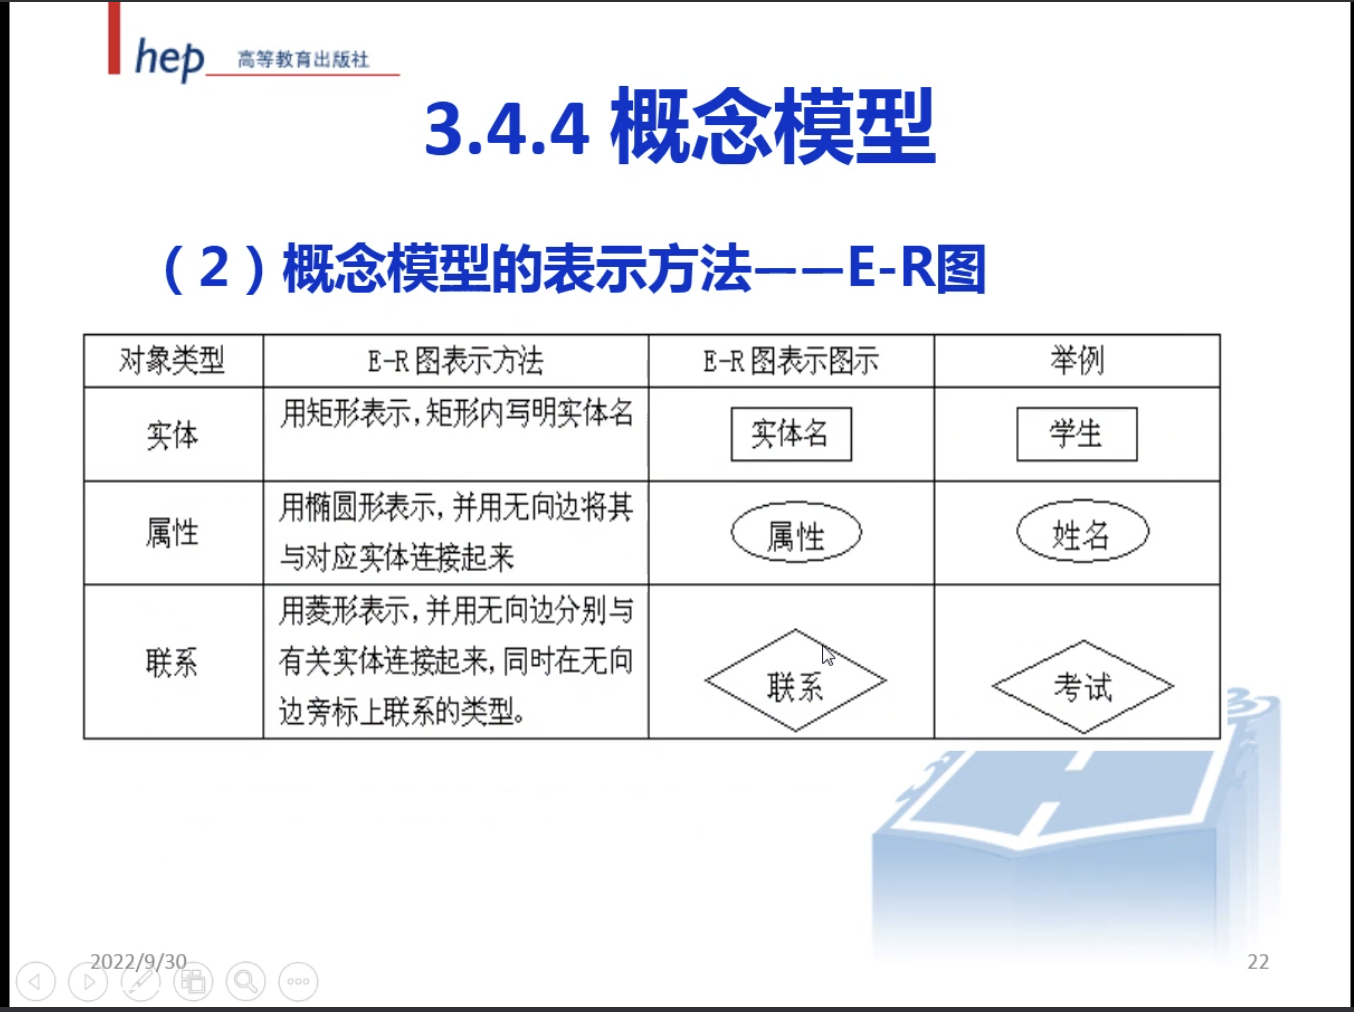 hep 高等教育出版社
3.4.4 概念模型
（2）概念模型的表示方法——E-R图
对象类型 E-R 图表示方法 E-R 图表示图示 举例
实体 用矩形表示,矩形内写明实体名 实体名 学生
属性 用椭圆形表示,并用无向边将其
与对应实体连接起来 属性 姓名
联系 用菱形表示,并用无向边分别与
有关实体连接起来,同时在无向
边旁标上联系的类型。 联系 考试
2022/9/30
22